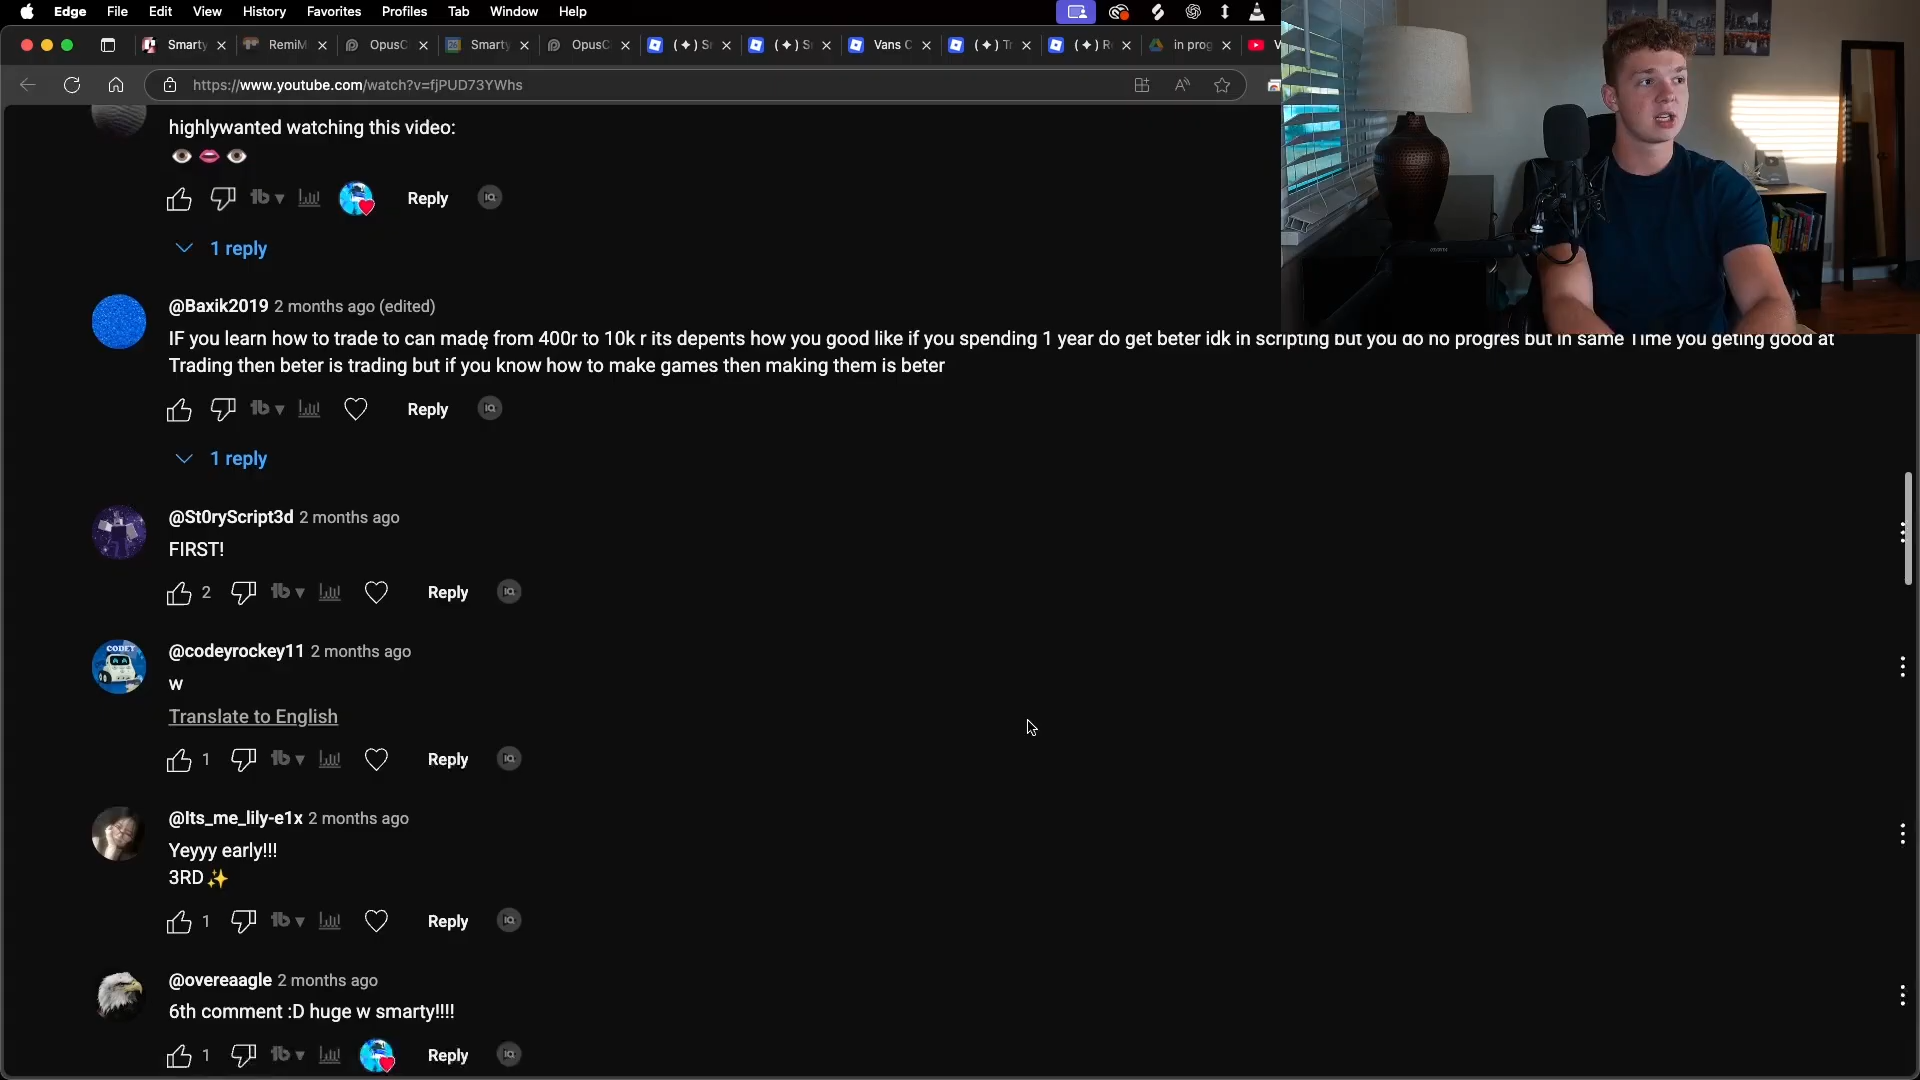 Edge File Edit View History Favorites Profiles Tab Window Help
Smarty RemiM OpusC Smarty OpusC (✦) S (✦) S Vans C (✦) Tr (✦) R in prog
https://www.youtube.com/watch?v=fjPUD73YWhs
highlywanted watching this video:
👁️ 👄 👁️
Reply
1 reply
@Baxik2019 2 months ago (edited)
IF you learn how to trade to can madę from 400r to 10k r its depents how you good like if you spending 1 year do get beter idk in scripting but you do no progres but in same Time you geting good at
Trading then beter is trading but if you know how to make games then making them is beter
Reply
1 reply
@St0ryScript3d 2 months ago
FIRST!
2 Reply
@codeyrockey11 2 months ago
w
Translate to English
1 Reply
@Its_me_lily-e1x 2 months ago
Yeyyy early!!!
3RD✨
1 Reply
@overeaagle 2 months ago
6th comment :D huge w smarty!!!!
1 Reply